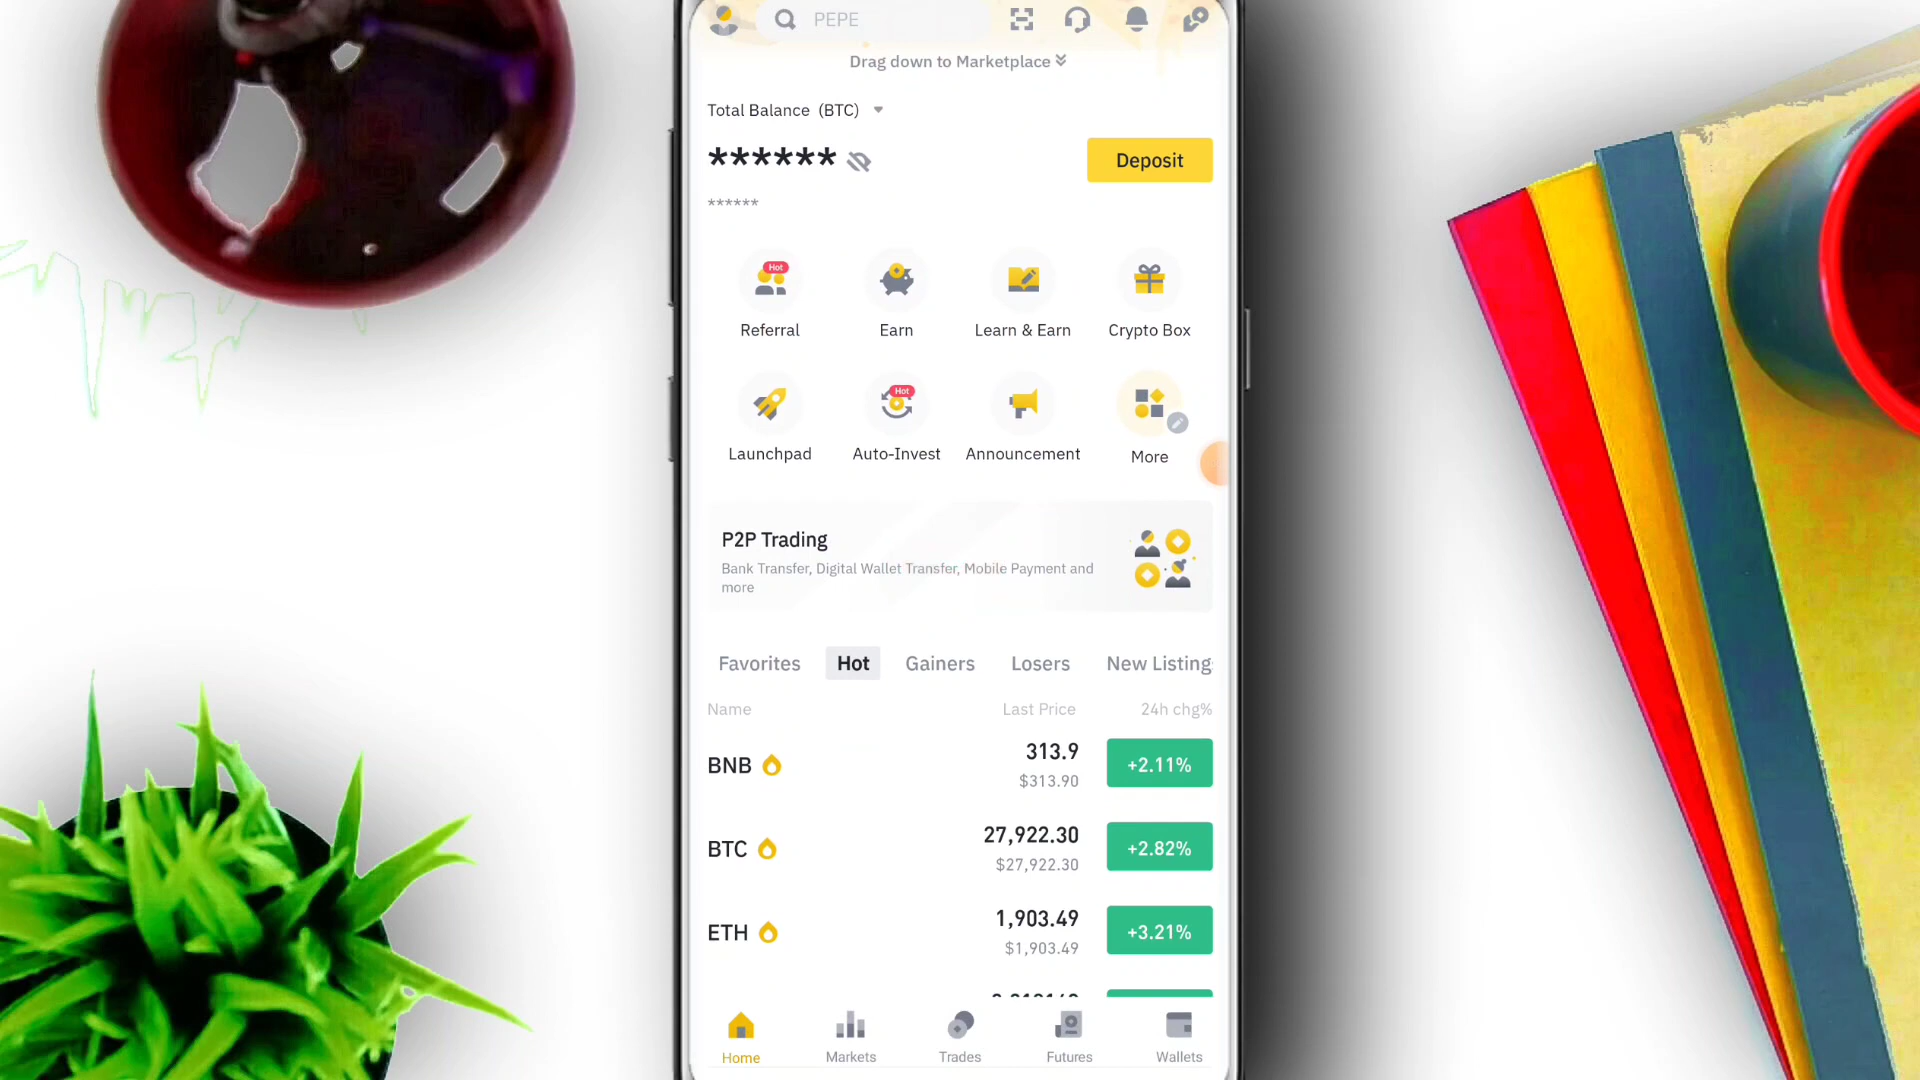 PEPE
Drag down to Marketplace
Total Balance (BTC)
******
Deposit
******
Hot
Referral
Earn
Learn & Earn
Crypto Box
Hot
Launchpad
Auto-Invest
Announcement
More
P2P Trading
Bank Transfer, Digital Wallet Transfer, Mobile Payment and
more
Favorites Hot Gainers Losers New Listing
Name Last Price 24h chg%
BNB 313.9 +2.11%
$313.90
BTC 27,922.30 +2.82%
$27,922.30
ETH 1,903.49 +3.21%
$1,903.49
Home Markets Trades Futures Wallets